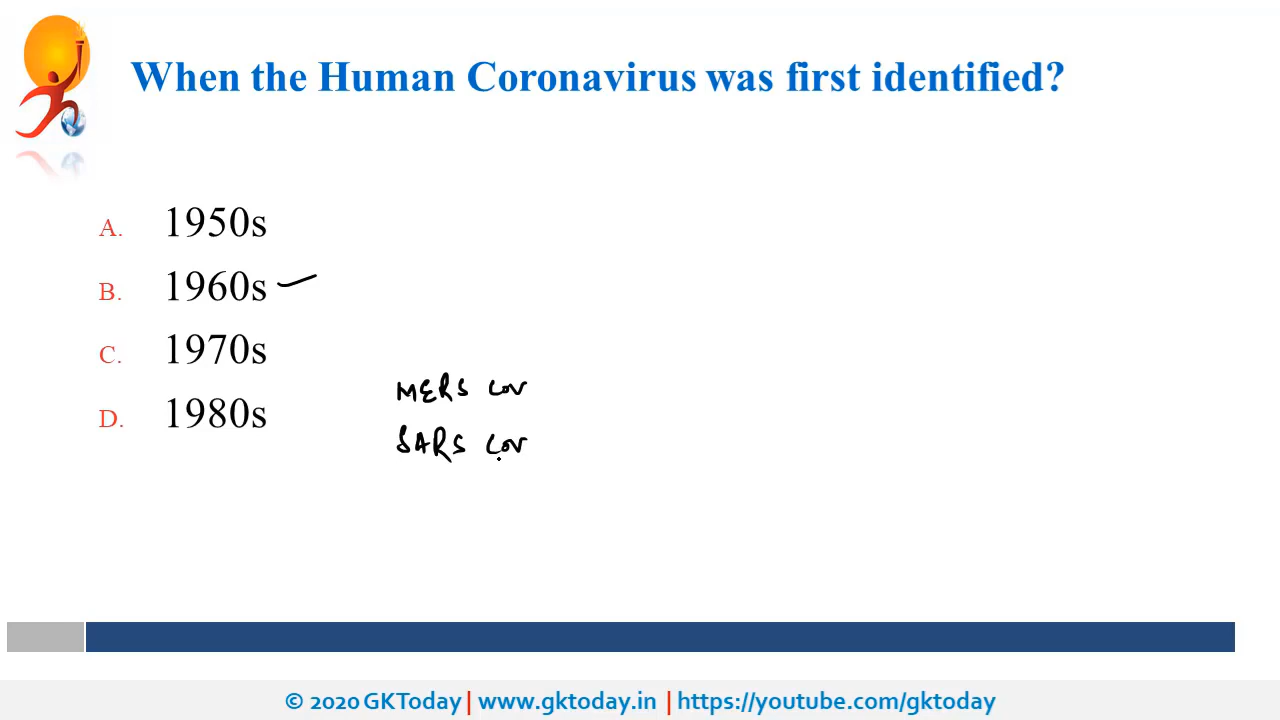 When the Human Coronavirus was first identified?
A. 1950s
B. 1960s
C. 1970s
D. 1980s
MERS Cov
SARS Cov
© 2020 GKToday | www.gktoday.in | https://youtube.com/gktoday